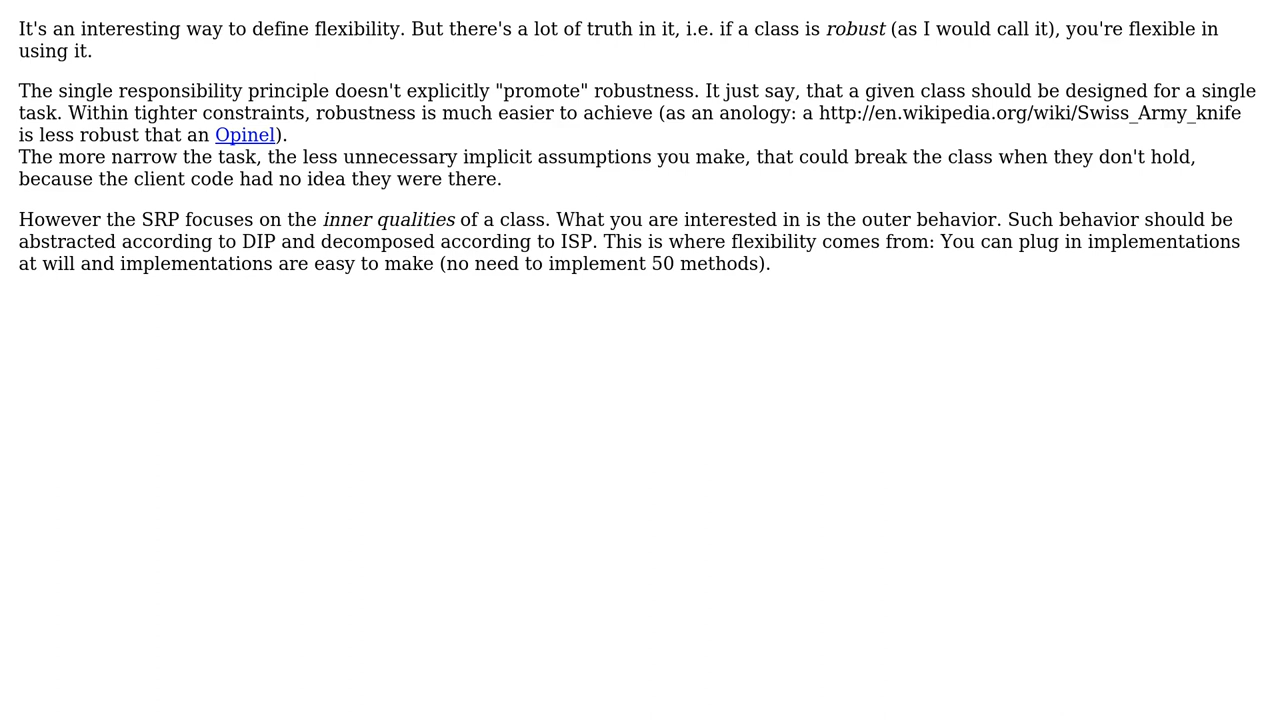 It's an interesting way to define flexibility. But there's a lot of truth in it, i.e. if a class is robust (as I would call it), you're flexible in
using it.
The single responsibility principle doesn't explicitly "promote" robustness. It just say, that a given class should be designed for a single
task. Within tighter constraints, robustness is much easier to achieve (as an anology: a http://en.wikipedia.org/wiki/Swiss_Army_knife
is less robust that an Opinel).
The more narrow the task, the less unnecessary implicit assumptions you make, that could break the class when they don't hold,
because the client code had no idea they were there.
However the SRP focuses on the inner qualities of a class. What you are interested in is the outer behavior. Such behavior should be
abstracted according to DIP and decomposed according to ISP. This is where flexibility comes from: You can plug in implementations
at will and implementations are easy to make (no need to implement 50 methods).